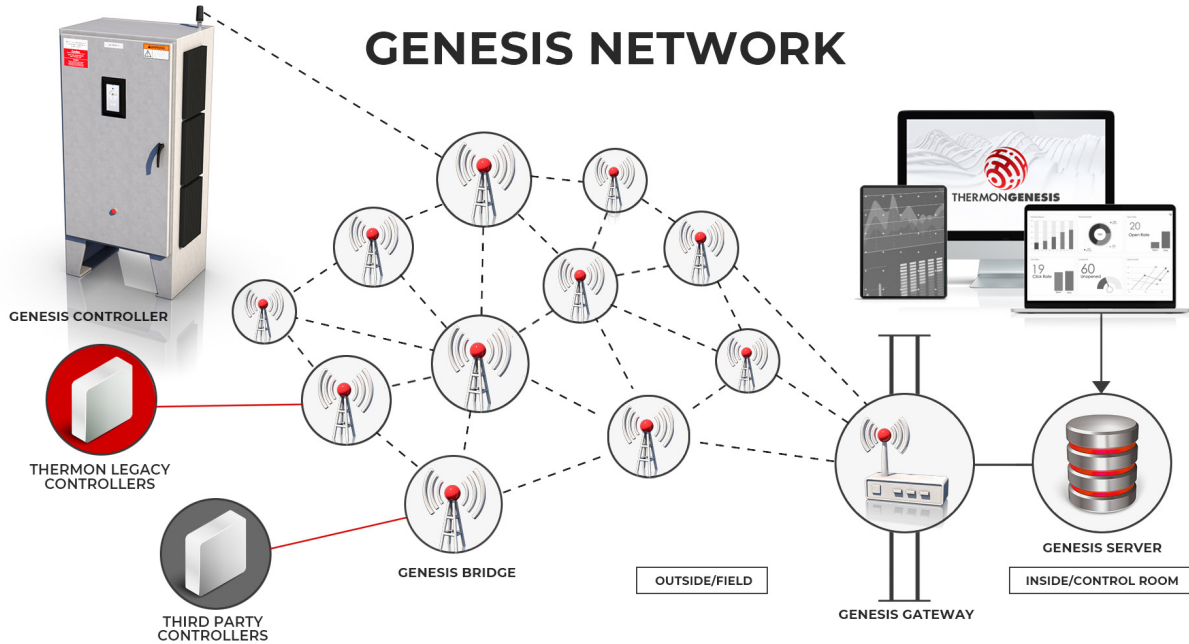 GENESIS NETWORK
THERMONGENESIS
20
Open Rate
19
Click Rate
60
Unopened
GENESIS CONTROLLER
THERMON LEGACY
CONTROLLERS
THIRD PARTY
CONTROLLERS
GENESIS BRIDGE
OUTSIDE/FIELD
GENESIS GATEWAY
GENESIS SERVER
INSIDE/CONTROL ROOM